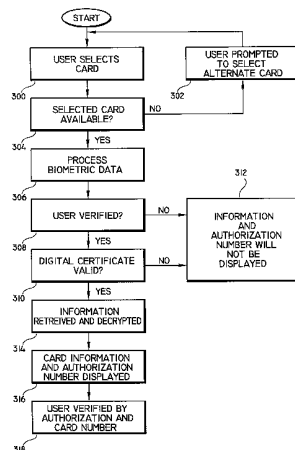 START
USER SELECTS
CARD
300
USER PROMPTED
TO SELECT
ALTERNATE CARD
302
SELECTED CARD
AVAILABLE?
NO
304
YES
PROCESS
BIOMETRIC DATA
306
312
USER VERIFIED?
NO
308
YES
INFORMATION
AND
AUTHORIZATION
NUMBER WILL
NOT BE
DISPLAYED
DIGITAL CERTIFICATE
VALID?
NO
310
YES
INFORMATION
RETREIVED AND DECRYPTED
314
CARD INFORMATION
AND AUTHORIZATION
NUMBER DISPLAYED
316
USER VERIFIED BY
AUTHORIZATION AND
CARD NUMBER
318